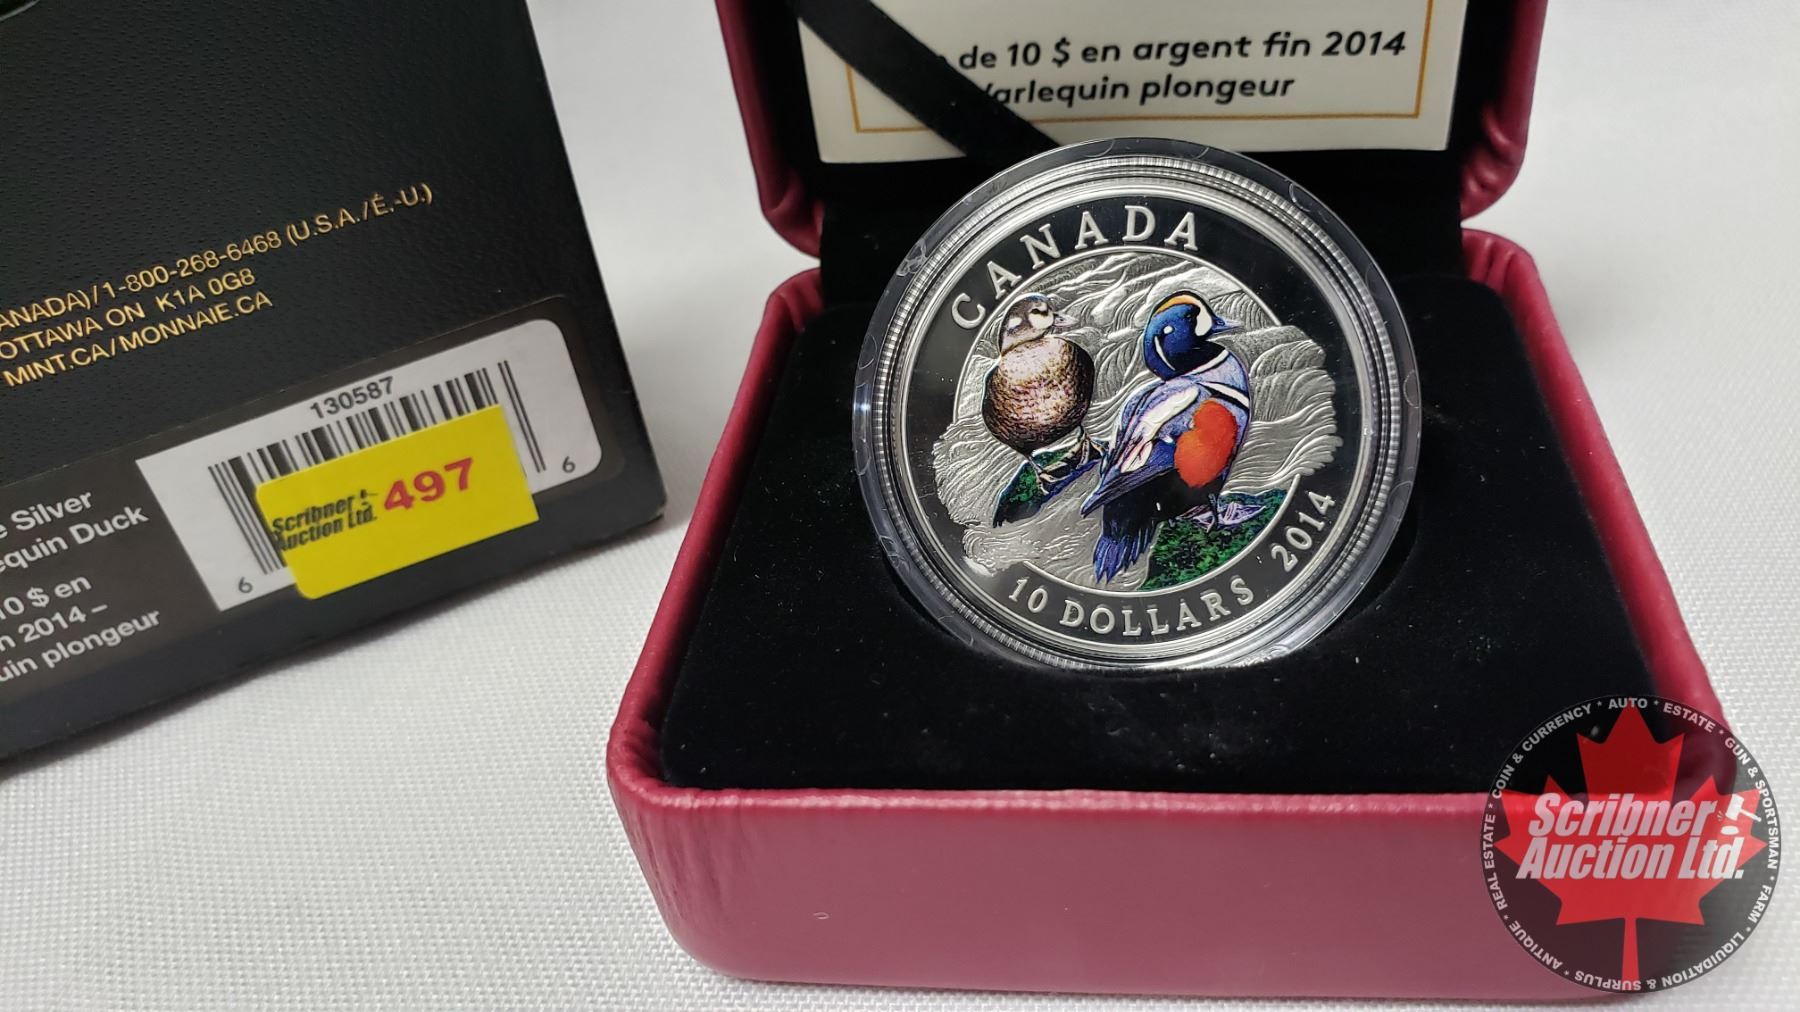 de 10 $ en argent fin 2014
arlequin plongeur
CANADA
10 DOLLARS 2014
ANADA)/1-800-268-6468 (U.S.A./É.-U.)
OTTAWA ON K1A 0G8
MINT.CA/MONNAIE.CA
130587
6 6
Scribner
Auction Ltd. 497
e Silver
equin Duck
10 $ en
n 2014 –
uin plongeur
COIN & CURRENCY * AUTO * ESTATE * GUN & SPORTSMAN * FARM * LIQUIDATION & SURPLUS * ANTIQUE * REAL ESTATE *
Scribner
Auction Ltd.